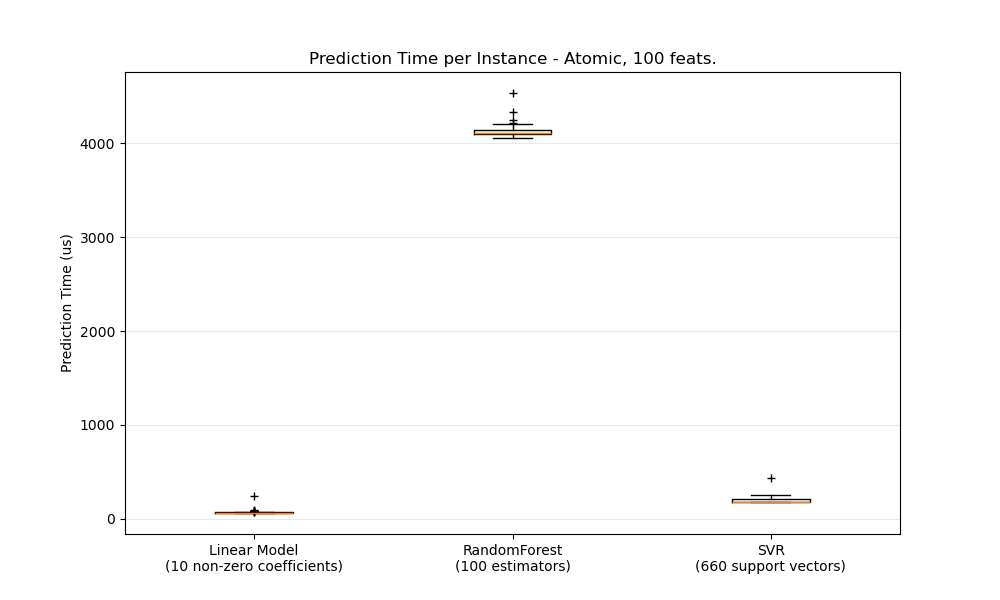 Prediction Time per Instance - Atomic, 100 feats.
Prediction Time (us)
4000
3000
2000
1000
0
Linear Model
(10 non-zero coefficients)
RandomForest
(100 estimators)
SVR
(660 support vectors)